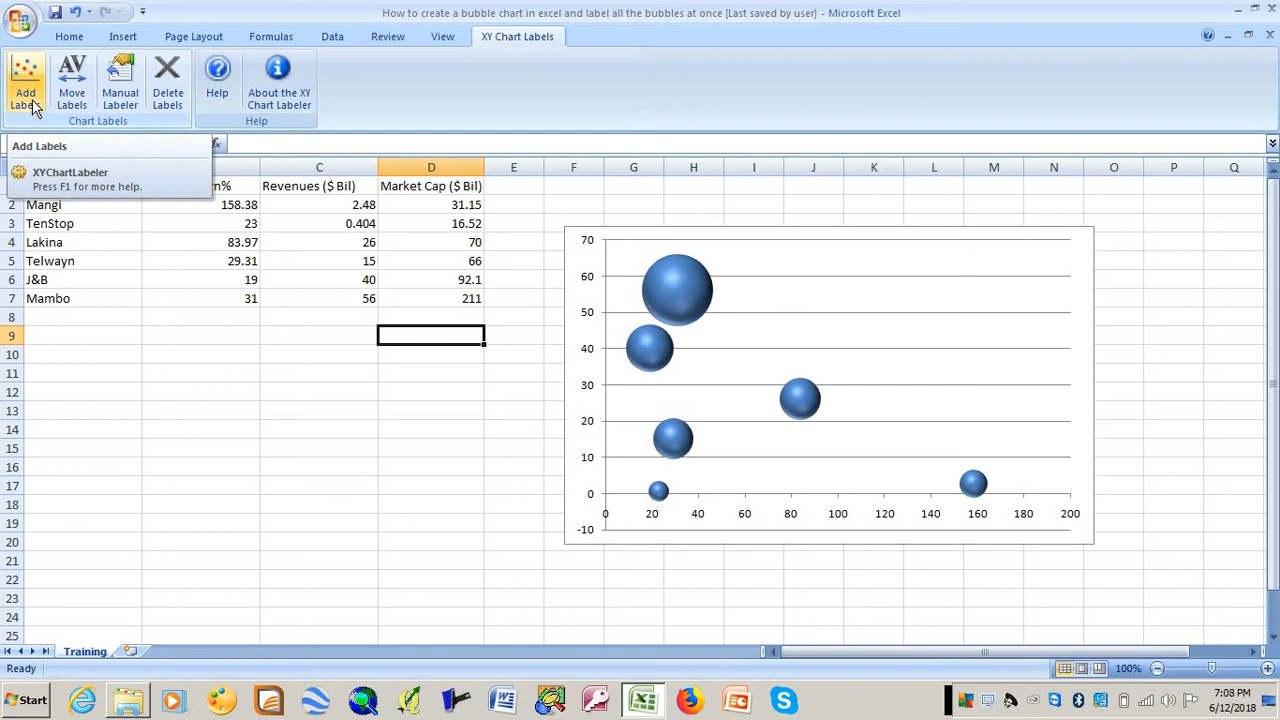 How to create a bubble chart in excel and label all the bubbles at once [Last saved by user] - Microsoft Excel
Home Insert Page Layout Formulas Data Review View XY Chart Labels
Add Labels Move Labels Manual Labeler Delete Labels Help About the XY Chart Labeler
Chart Labels Help
Add Labels
XYChartLabeler
Press F1 for more help.
fx
C D E F G H I J K L M N O P Q
Revenues ($ Bil) Market Cap ($ Bil)
2 Mangi 158.38 2.48 31.15
3 TenStop 23 0.404 16.52
4 Lakina 83.97 26 70
5 Telwayn 29.31 15 66
6 J&B 19 40 92.1
7 Mambo 31 56 211
8
9
10
11
12
13
14
15
16
17
18
19
20
21
22
23
24
25
70
60
50
40
30
20
10
0
0 20 40 60 80 100 120 140 160 180 200
-10
Training
Ready 100%
Start 7:08 PM
6/12/2018